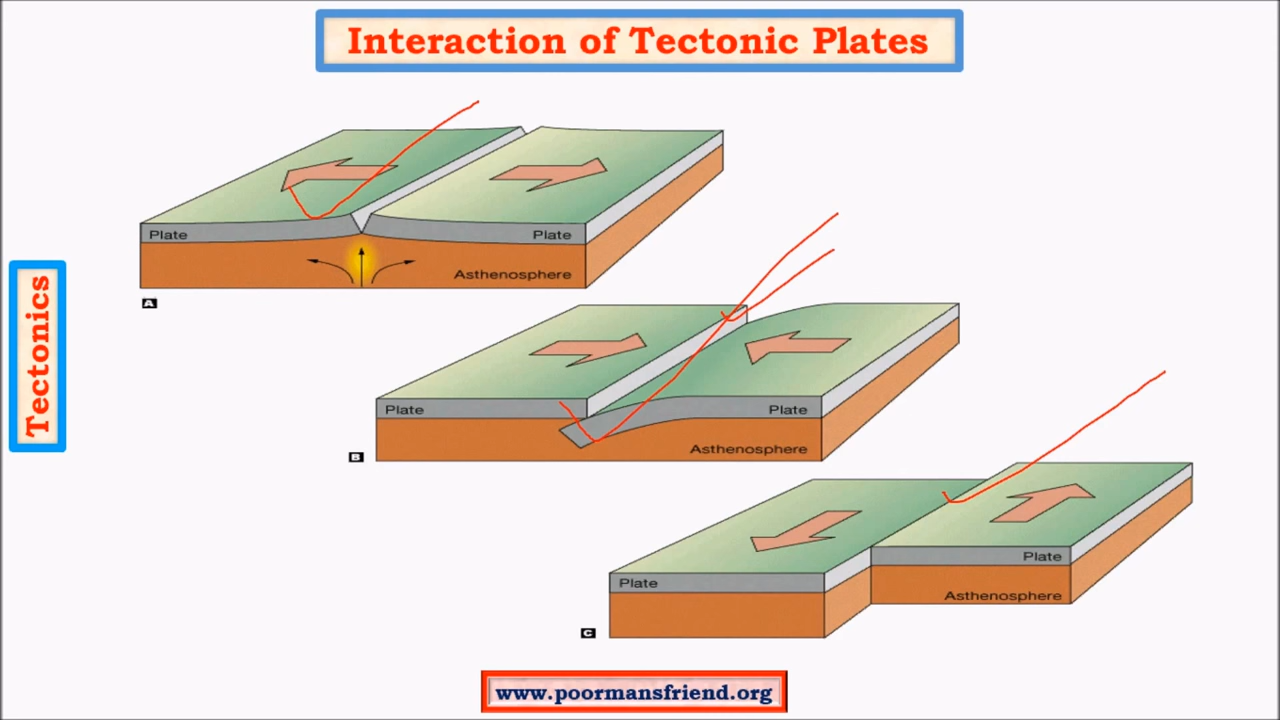 Interaction of Tectonic Plates
Tectonics
Plate
Plate
Asthenosphere
A
Plate
Plate
Asthenosphere
B
Plate
Plate
Asthenosphere
C
www.poormansfriend.org